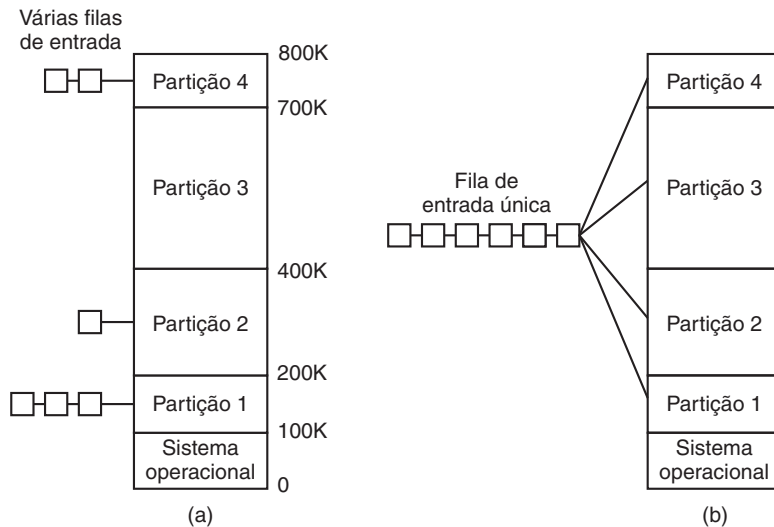 Várias filas
de entrada
800K
Partição 4
700K
Partição 3
400K
Partição 2
200K
Partição 1
100K
Sistema
operacional
0
(a)
Fila de
entrada única
Partição 4
Partição 3
Partição 2
Partição 1
Sistema
operacional
(b)